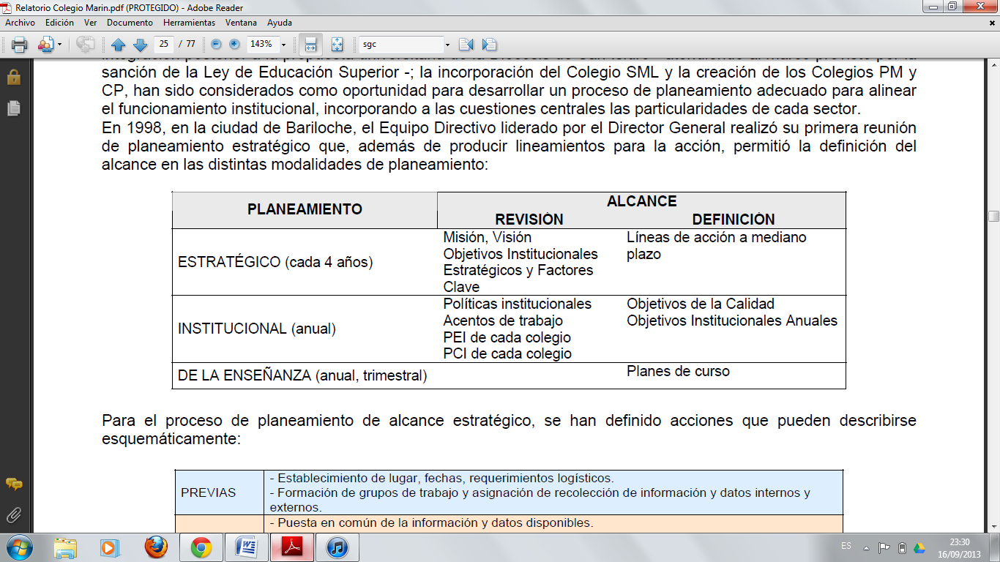 Relatorio Colegio Marin.pdf (PROTEGIDO) - Adobe Reader
Archivo Edición Ver Documento Herramientas Ventana Ayuda
25 / 77 143% sgc
sanción de la Ley de Educación Superior -; la incorporación del Colegio SML y la creación de los Colegios PM y
CP, han sido considerados como oportunidad para desarrollar un proceso de planeamiento adecuado para alinear
el funcionamiento institucional, incorporando a las cuestiones centrales las particularidades de cada sector.
En 1998, en la ciudad de Bariloche, el Equipo Directivo liderado por el Director General realizó su primera reunión
de planeamiento estratégico que, además de producir lineamientos para la acción, permitió la definición del
alcance en las distintas modalidades de planeamiento:
PLANEAMIENTO
ALCANCE
REVISIÓN DEFINICIÓN
ESTRATÉGICO (cada 4 años)
Misión, Visión
Objetivos Institucionales
Estratégicos y Factores
Clave
Líneas de acción a mediano
plazo
INSTITUCIONAL (anual)
Políticas institucionales
Acentos de trabajo
PEI de cada colegio
PCI de cada colegio
Objetivos de la Calidad
Objetivos Institucionales Anuales
DE LA ENSEÑANZA (anual, trimestral)
Planes de curso
Para el proceso de planeamiento de alcance estratégico, se han definido acciones que pueden describirse
esquemáticamente:
PREVIAS
- Establecimiento de lugar, fechas, requerimientos logísticos.
- Formación de grupos de trabajo y asignación de recolección de información y datos internos y
externos.
- Puesta en común de la información y datos disponibles.
ES
23:30
16/09/2013